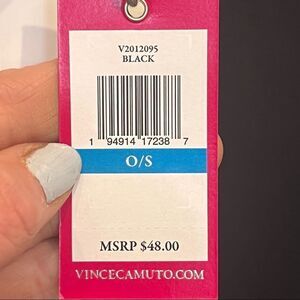 V2012095
BLACK
1 94914 17238 7
O/S
MSRP $48.00
VINCECAMUTO.COM